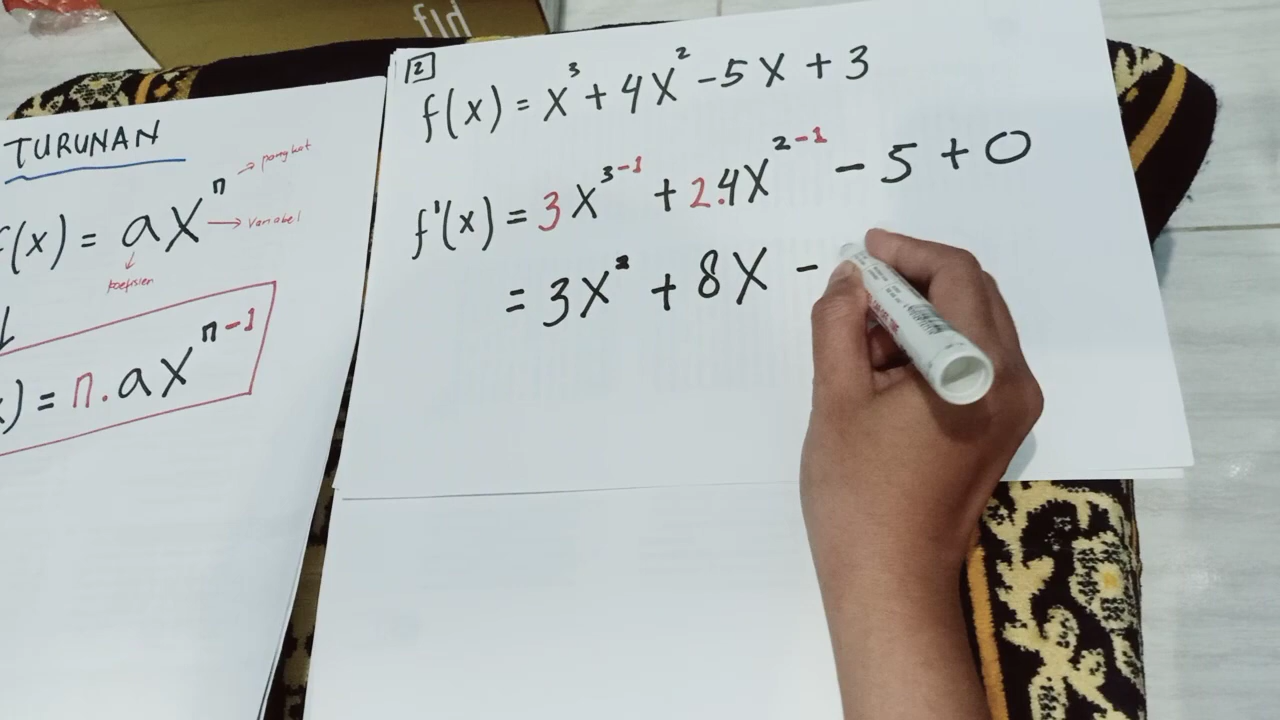 fld
TURUNAN
f(x) = ax^n
pangkat
variabel
koefisien
) = n.ax^(n-1)
2
f(x) = x³ + 4x² - 5x + 3
f'(x) = 3x^(3-1) + 2.4x^(2-1) - 5 + 0
= 3x² + 8x -